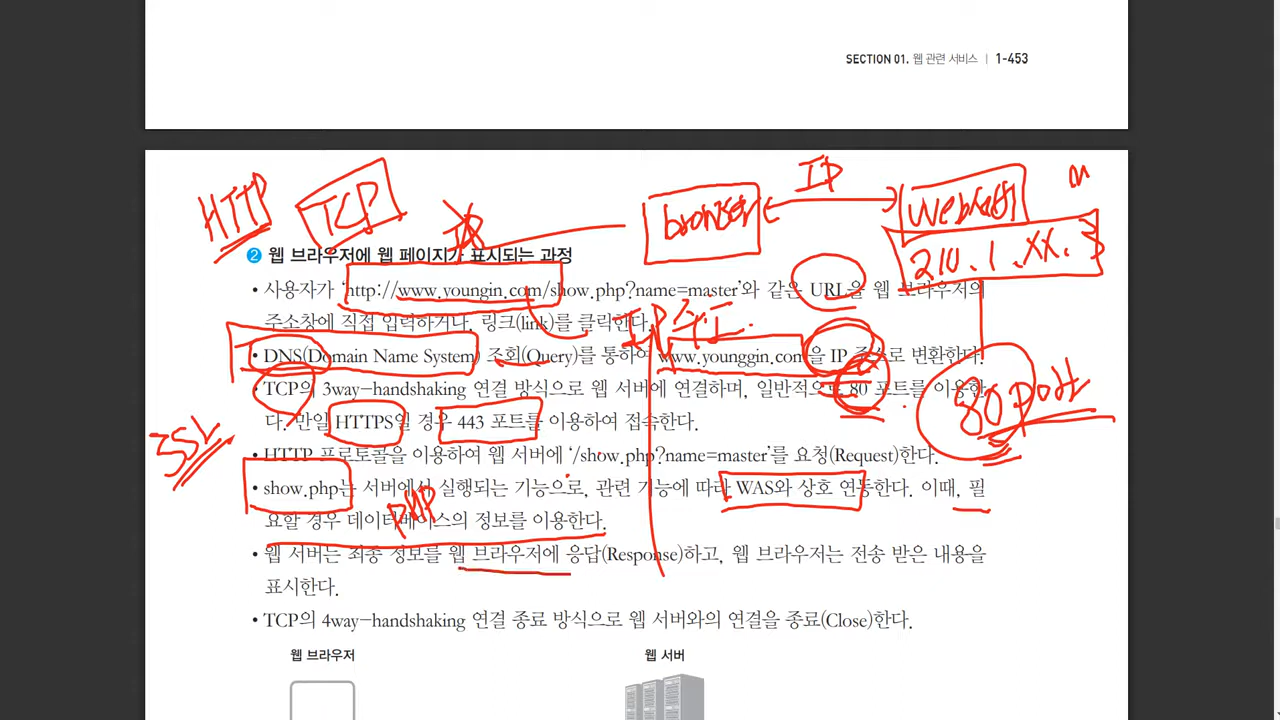 SECTION 01. 웹 관련 서비스 | 1-453
HTTP TCP browser IP Web서버
210.1.XX.
❷ 웹 브라우저에 웹 페이지가 표시되는 과정
• 사용자가 'http://www.youngin.com/show.php?name=master'와 같은 URL을 웹 브라우저의
주소창에 직접 입력하거나, 링크(link)를 클릭한다.
IP 주소
• DNS(Domain Name System) 조회(Query)를 통하여 www.younggin.com을 IP 주소로 변환한다.
• TCP의 3way-handshaking 연결 방식으로 웹 서버에 연결하며, 일반적으로 80 포트를 이용한
80 port
다. 만일 HTTPS일 경우 443 포트를 이용하여 접속한다.
SSL
• HTTP 프로토콜을 이용하여 웹 서버에 '/show.php?name=master'를 요청(Request)한다.
• show.php는 서버에서 실행되는 기능으로, 관련 기능에 따라 WAS와 상호 연동한다. 이때, 필
PHP
요할 경우 데이터베이스의 정보를 이용한다.
• 웹 서버는 최종 정보를 웹 브라우저에 응답(Response)하고, 웹 브라우저는 전송 받은 내용을
표시한다.
• TCP의 4way-handshaking 연결 종료 방식으로 웹 서버와의 연결을 종료(Close)한다.
웹 브라우저 웹 서버